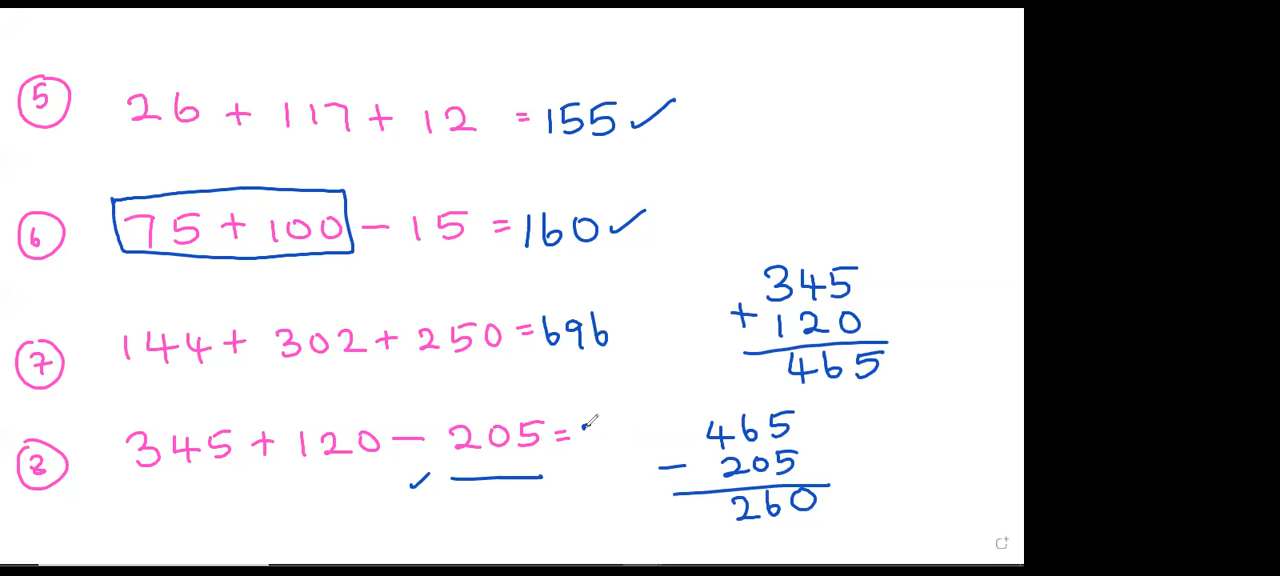 ⑤ 26 + 117 + 12 = 155 ✓
⑥ 75 + 100 - 15 = 160 ✓
⑦ 144 + 302 + 250 = 696
⑧ 345 + 120 - 205 =
✓
345
+ 120
465
465
- 205
260